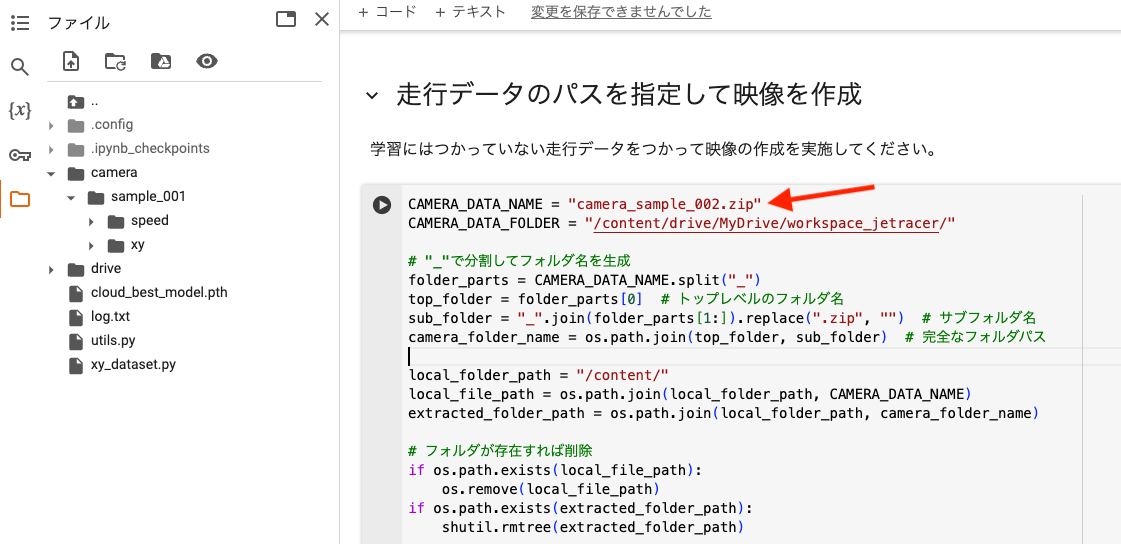 ファイル
..
.config
.ipynb_checkpoints
camera
sample_001
speed
xy
drive
cloud_best_model.pth
log.txt
utils.py
xy_dataset.py
{x}
+ コード + テキスト 変更を保存できませんでした
走行データのパスを指定して映像を作成
学習にはつかっていない走行データをつかって映像の作成を実施してください。
CAMERA_DATA_NAME = "camera_sample_002.zip"
CAMERA_DATA_FOLDER = "/content/drive/MyDrive/workspace_jetracer/"
# "_"で分割してフォルダ名を生成
folder_parts = CAMERA_DATA_NAME.split("_")
top_folder = folder_parts[0]  # トップレベルのフォルダ名
sub_folder = "_".join(folder_parts[1:]).replace(".zip", "")  # サブフォルダ名
camera_folder_name = os.path.join(top_folder, sub_folder)  # 完全なフォルダパス
local_folder_path = "/content/"
local_file_path = os.path.join(local_folder_path, CAMERA_DATA_NAME)
extracted_folder_path = os.path.join(local_folder_path, camera_folder_name)
# フォルダが存在すれば削除
if os.path.exists(local_file_path):
    os.remove(local_file_path)
if os.path.exists(extracted_folder_path):
    shutil.rmtree(extracted_folder_path)